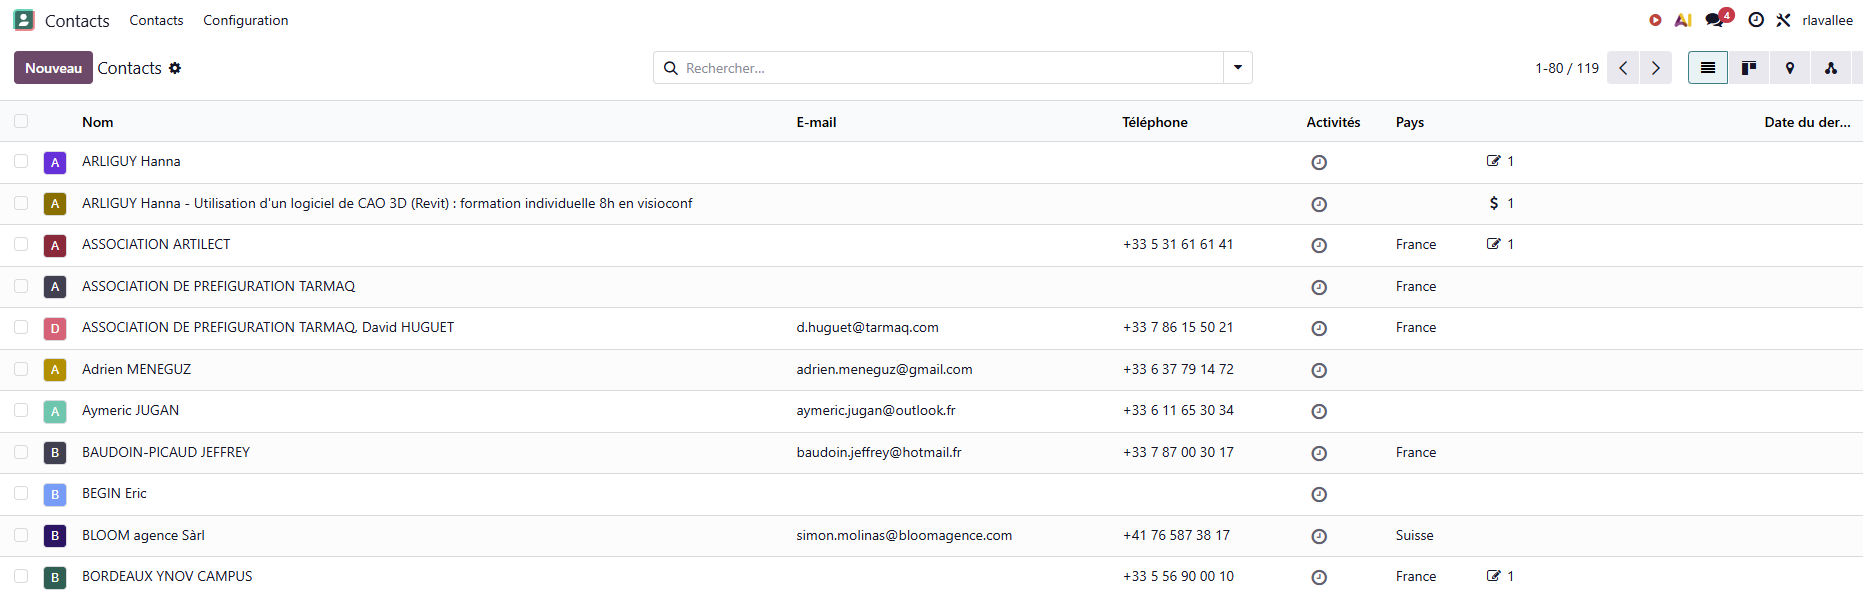 Contacts Contacts Configuration 4 rlavallee
Nouveau Contacts Rechercher... 1-80 / 119
Nom E-mail Téléphone Activités Pays Date du der...
A ARLIGUY Hanna 1
A ARLIGUY Hanna - Utilisation d'un logiciel de CAO 3D (Revit) : formation individuelle 8h en visioconf $ 1
A ASSOCIATION ARTILECT +33 5 31 61 61 41 France 1
A ASSOCIATION DE PREFIGURATION TARMAQ France
D ASSOCIATION DE PREFIGURATION TARMAQ, David HUGUET d.huguet@tarmaq.com +33 7 86 15 50 21 France
A Adrien MENEGUZ adrien.meneguz@gmail.com +33 6 37 79 14 72
A Aymeric JUGAN aymeric.jugan@outlook.fr +33 6 11 65 30 34
B BAUDOIN-PICAUD JEFFREY baudoin.jeffrey@hotmail.fr +33 7 87 00 30 17 France
B BEGIN Eric
B BLOOM agence Sàrl simon.molinas@bloomagence.com +41 76 587 38 17 Suisse
B BORDEAUX YNOV CAMPUS +33 5 56 90 00 10 France 1